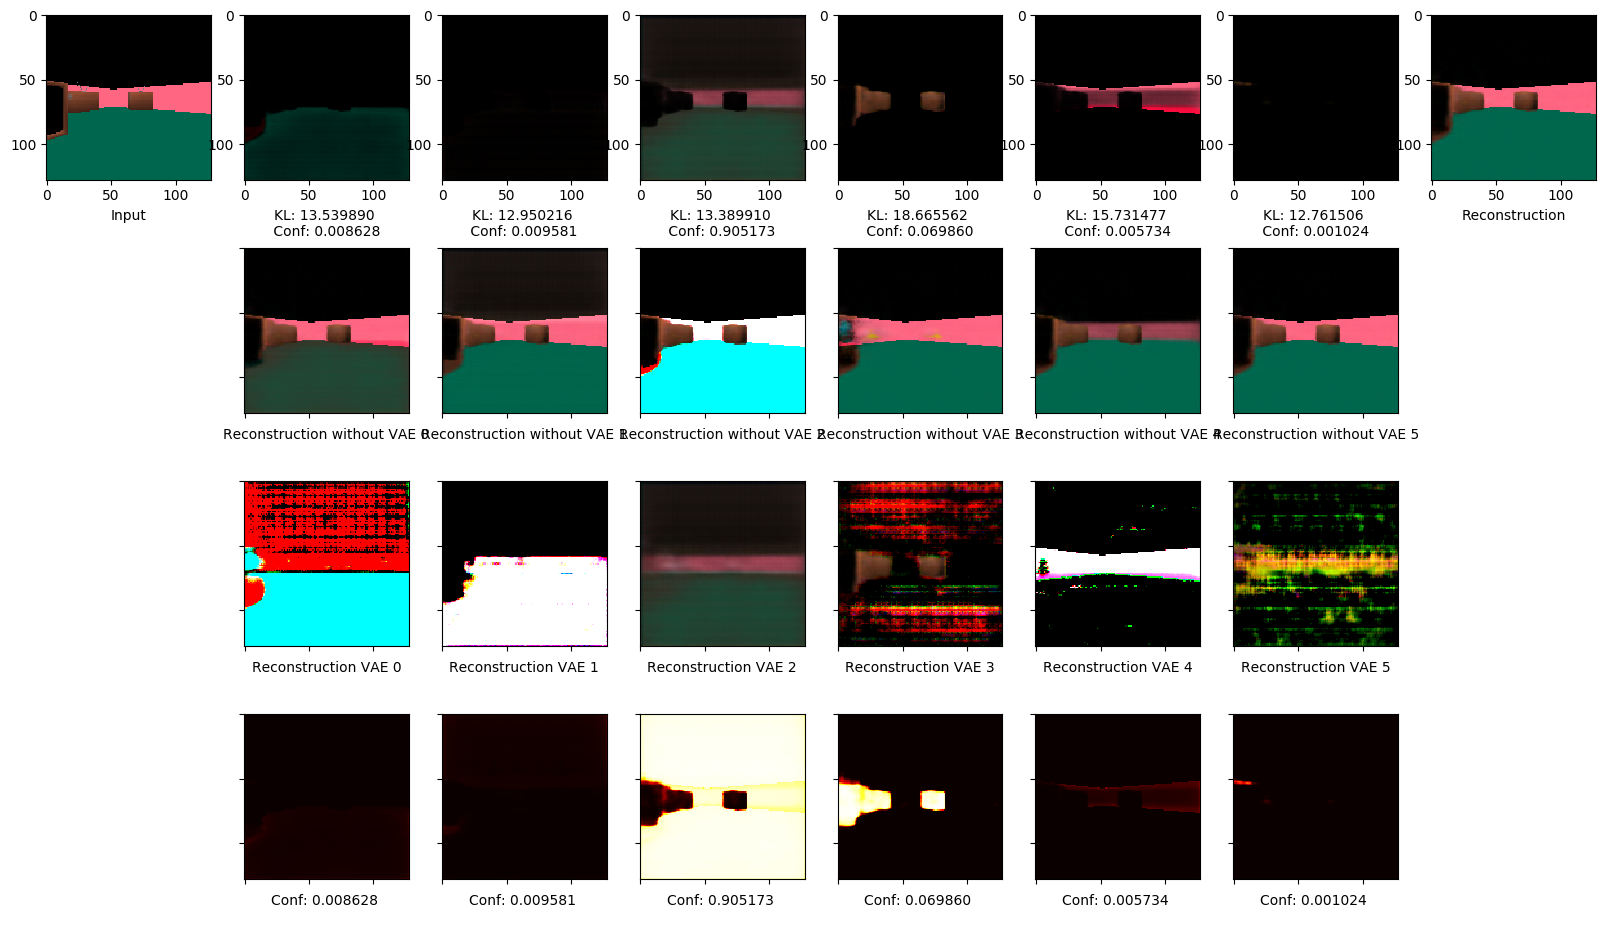 0
0
0
0
0
0
0
0
50
50
50
50
50
50
50
50
100
100
100
100
100
100
100
100
0 50 100
0 50 100
0 50 100
0 50 100
0 50 100
0 50 100
0 50 100
0 50 100
Input
KL: 13.539890
Conf: 0.008628
KL: 12.950216
Conf: 0.009581
KL: 13.389910
Conf: 0.905173
KL: 18.665562
Conf: 0.069860
KL: 15.731477
Conf: 0.005734
KL: 12.761506
Conf: 0.001024
Reconstruction
Reconstruction without VAE 0
Reconstruction without VAE 1
Reconstruction without VAE 2
Reconstruction without VAE 3
Reconstruction without VAE 4
Reconstruction without VAE 5
Reconstruction VAE 0
Reconstruction VAE 1
Reconstruction VAE 2
Reconstruction VAE 3
Reconstruction VAE 4
Reconstruction VAE 5
Conf: 0.008628
Conf: 0.009581
Conf: 0.905173
Conf: 0.069860
Conf: 0.005734
Conf: 0.001024